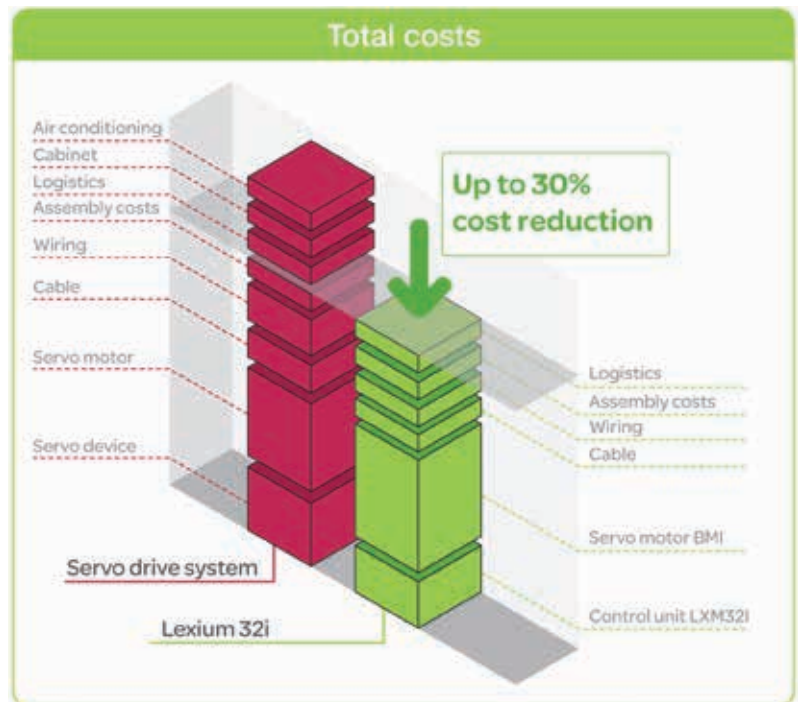 Total costs
Air conditioning
Cabinet
Logistics
Assembly costs
Wiring
Cable
Servo motor
Servo device
Servo drive system
Lexium 32i
Up to 30%
cost reduction
Logistics
Assembly costs
Wiring
Cable
Servo motor BMI
Control unit LXM32I